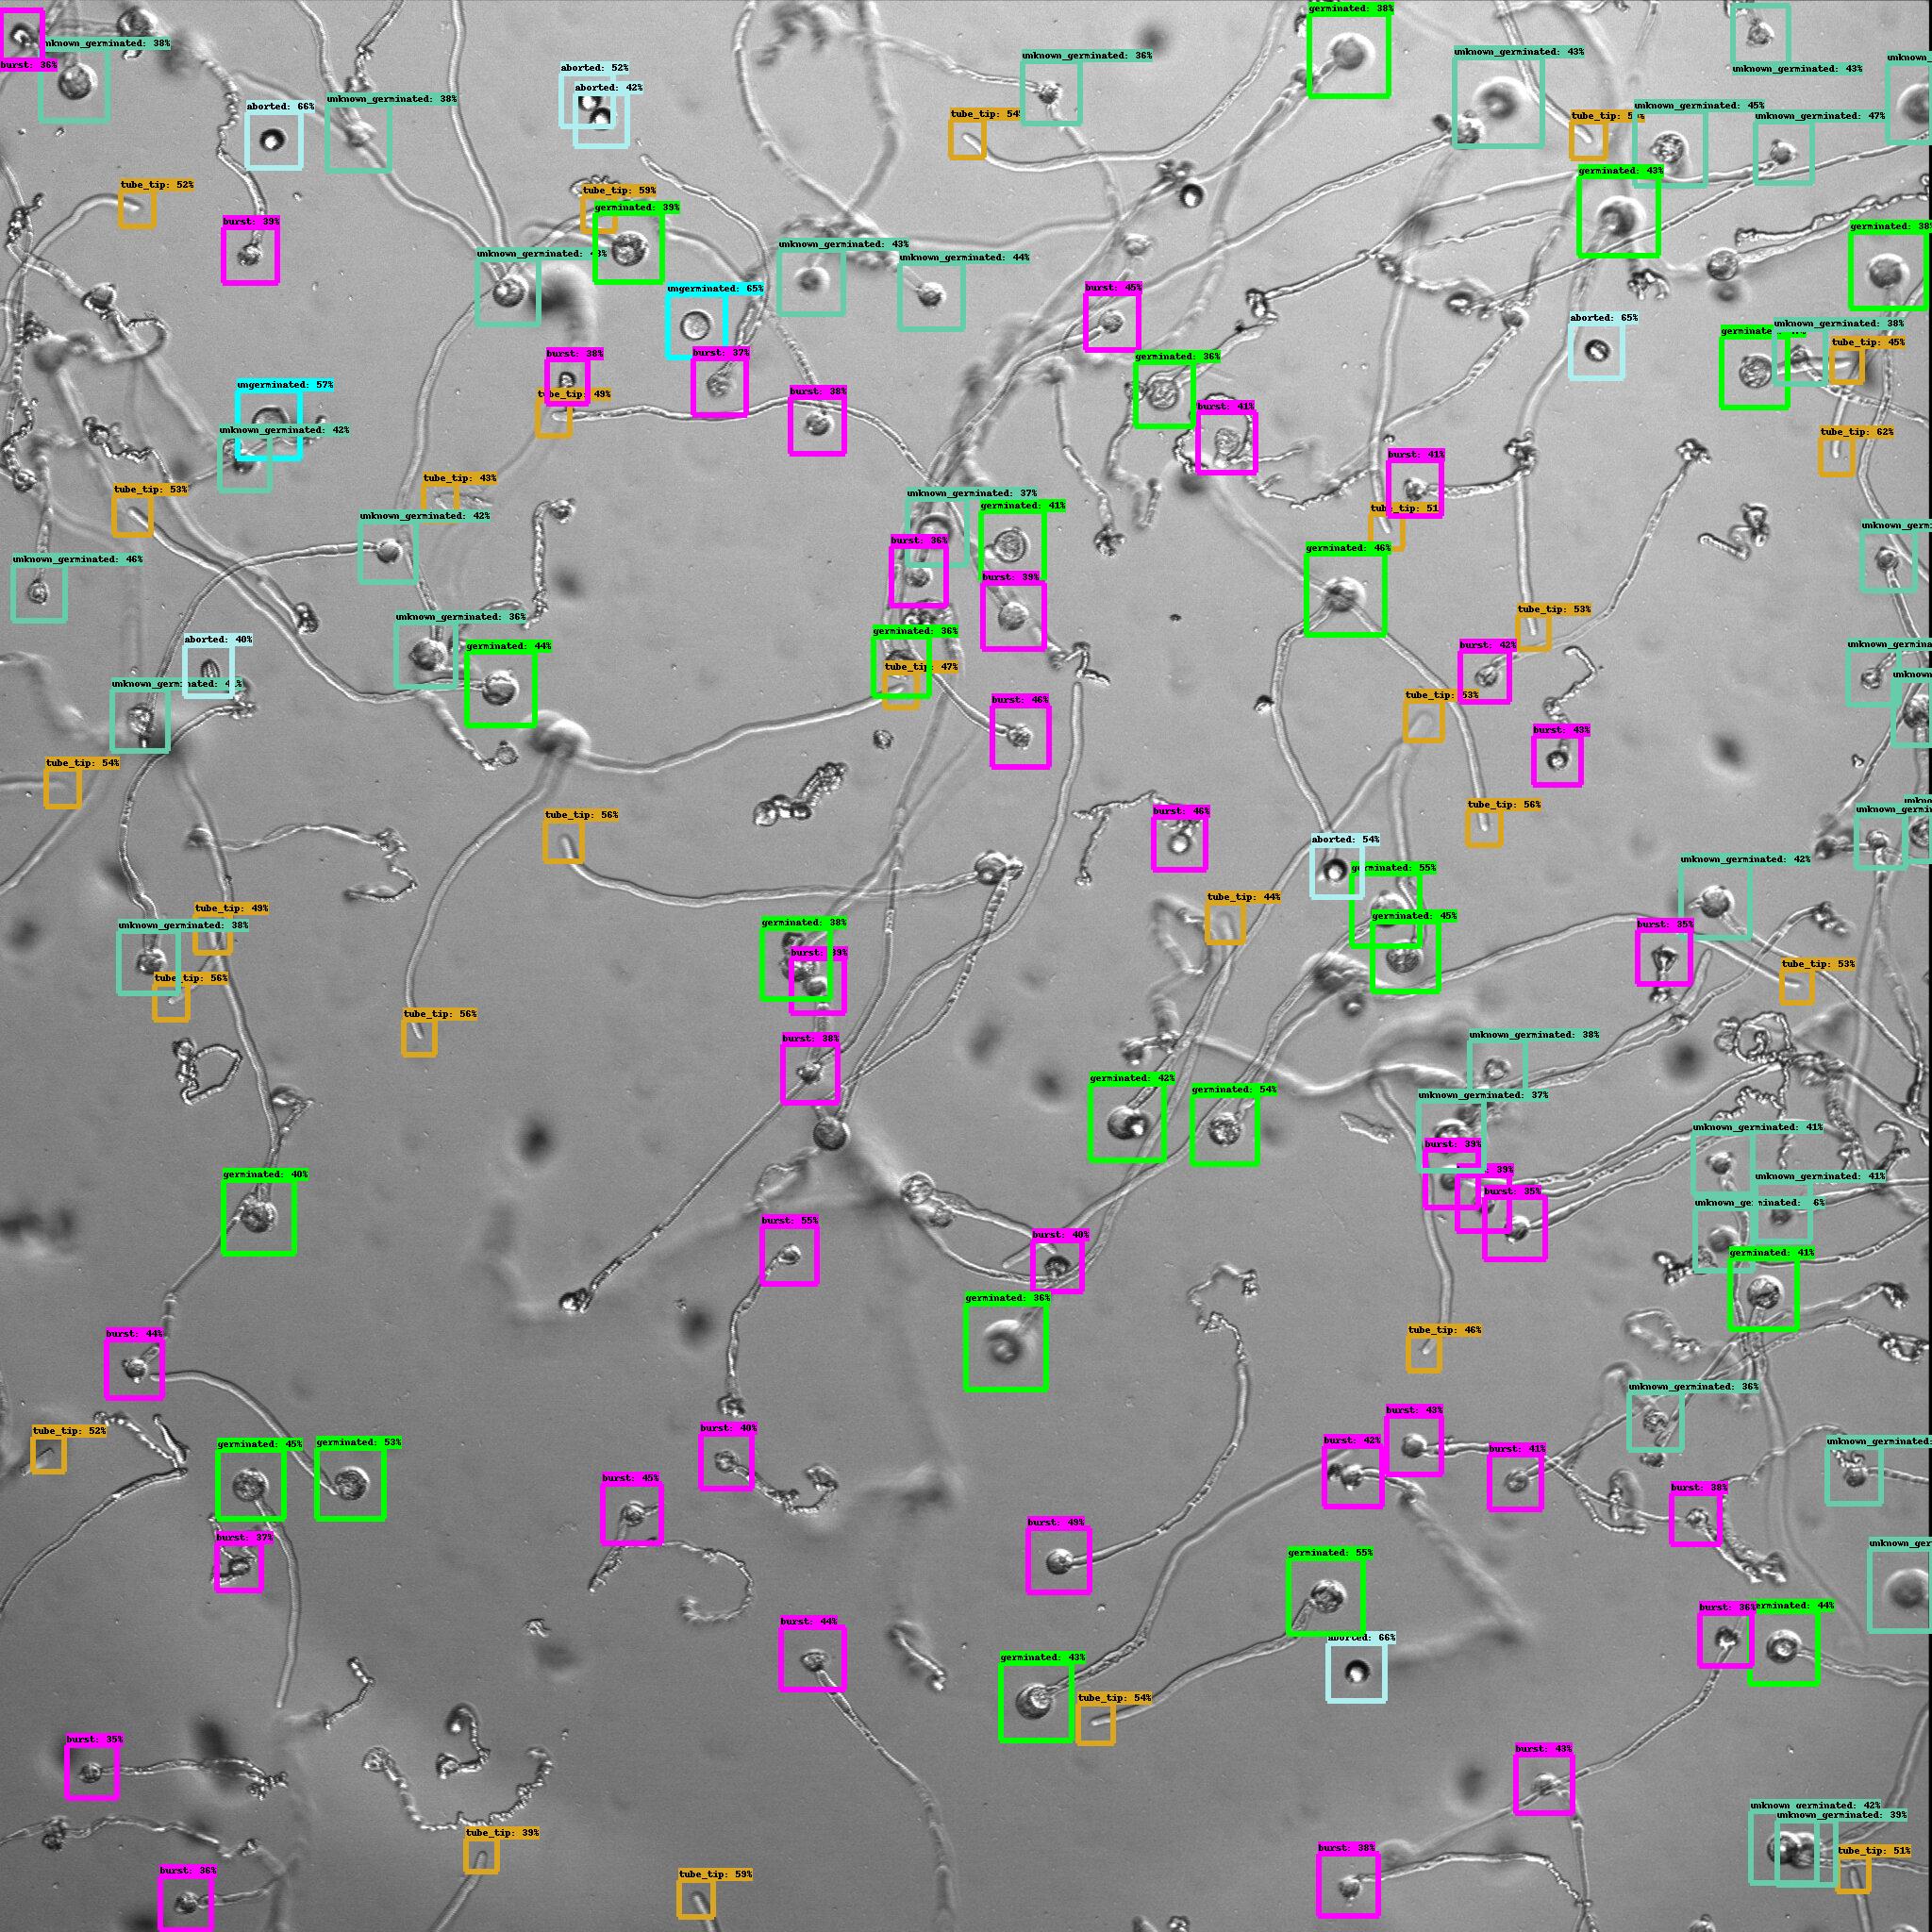 germinated: 38%
burst: 36%
unknown_germinated: 38%
unknown_germinated: 43%
unknown_germinated: 36%
unknown_germinated: 43%
aborted: 52%
aborted: 42%
aborted: 66%
unknown_germinated: 38%
unknown_germinated: 45%
unknown_germinated: 47%
germinated: 43%
tube_tip: 52%
tube_tip: 59%
germinated: 39%
burst: 39%
unknown_germinated: 43%
unknown_germinated: 44%
ungerminated: 65%
burst: 45%
aborted: 65%
unknown_germinated: 38%
tube_tip: 45%
burst: 38%
burst: 37%
germinated: 36%
ungerminated: 57%
burst: 38%
tube_tip: 49%
burst: 41%
unknown_germinated: 42%
tube_tip: 62%
burst: 41%
tube_tip: 43%
tube_tip: 53%
unknown_germinated: 37%
germinated: 41%
unknown_germinated: 42%
burst: 36%
germinated: 46%
unknown_germinated: 46%
burst: 39%
tube_tip: 53%
unknown_germinated: 36%
germinated: 36%
aborted: 40%
germinated: 44%
burst: 42%
tube_tip: 47%
tube_tip: 53%
burst: 46%
burst: 43%
tube_tip: 54%
tube_tip: 56%
tube_tip: 56%
burst: 46%
aborted: 54%
unknown_germinated: 42%
germinated: 55%
tube_tip: 44%
tube_tip: 49%
germinated: 45%
germinated: 38%
unknown_germinated: 38%
burst: 35%
tube_tip: 53%
tube_tip: 56%
tube_tip: 56%
burst: 38%
unknown_germinated: 38%
germinated: 42%
germinated: 54%
unknown_germinated: 37%
unknown_germinated: 41%
burst: 39%
germinated: 40%
unknown_germinated: 41%
burst: 35%
burst: 55%
burst: 40%
germinated: 41%
germinated: 36%
burst: 44%
tube_tip: 46%
unknown_germinated: 36%
burst: 43%
tube_tip: 52%
burst: 40%
germinated: 45%
germinated: 53%
burst: 42%
burst: 41%
burst: 45%
burst: 38%
burst: 49%
burst: 37%
germinated: 55%
burst: 44%
burst: 36%
aborted: 66%
germinated: 43%
tube_tip: 54%
burst: 35%
burst: 43%
unknown_germinated: 42%
unknown_germinated: 39%
tube_tip: 39%
burst: 38%
tube_tip: 51%
burst: 36%
tube_tip: 59%